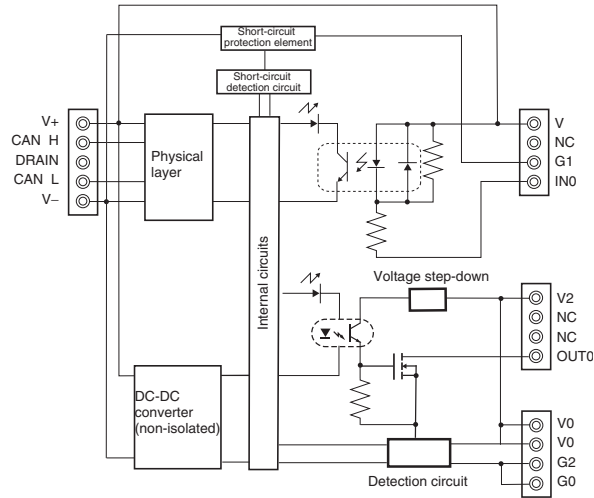 Short-circuit
protection element
Short-circuit
detection circuit
V+
CAN H
DRAIN
CAN L
V−
Physical
layer
Internal circuits
V
NC
G1
IN0
Voltage step-down
V2
NC
NC
OUT0
DC-DC
converter
(non-isolated)
V0
V0
G2
G0
Detection circuit